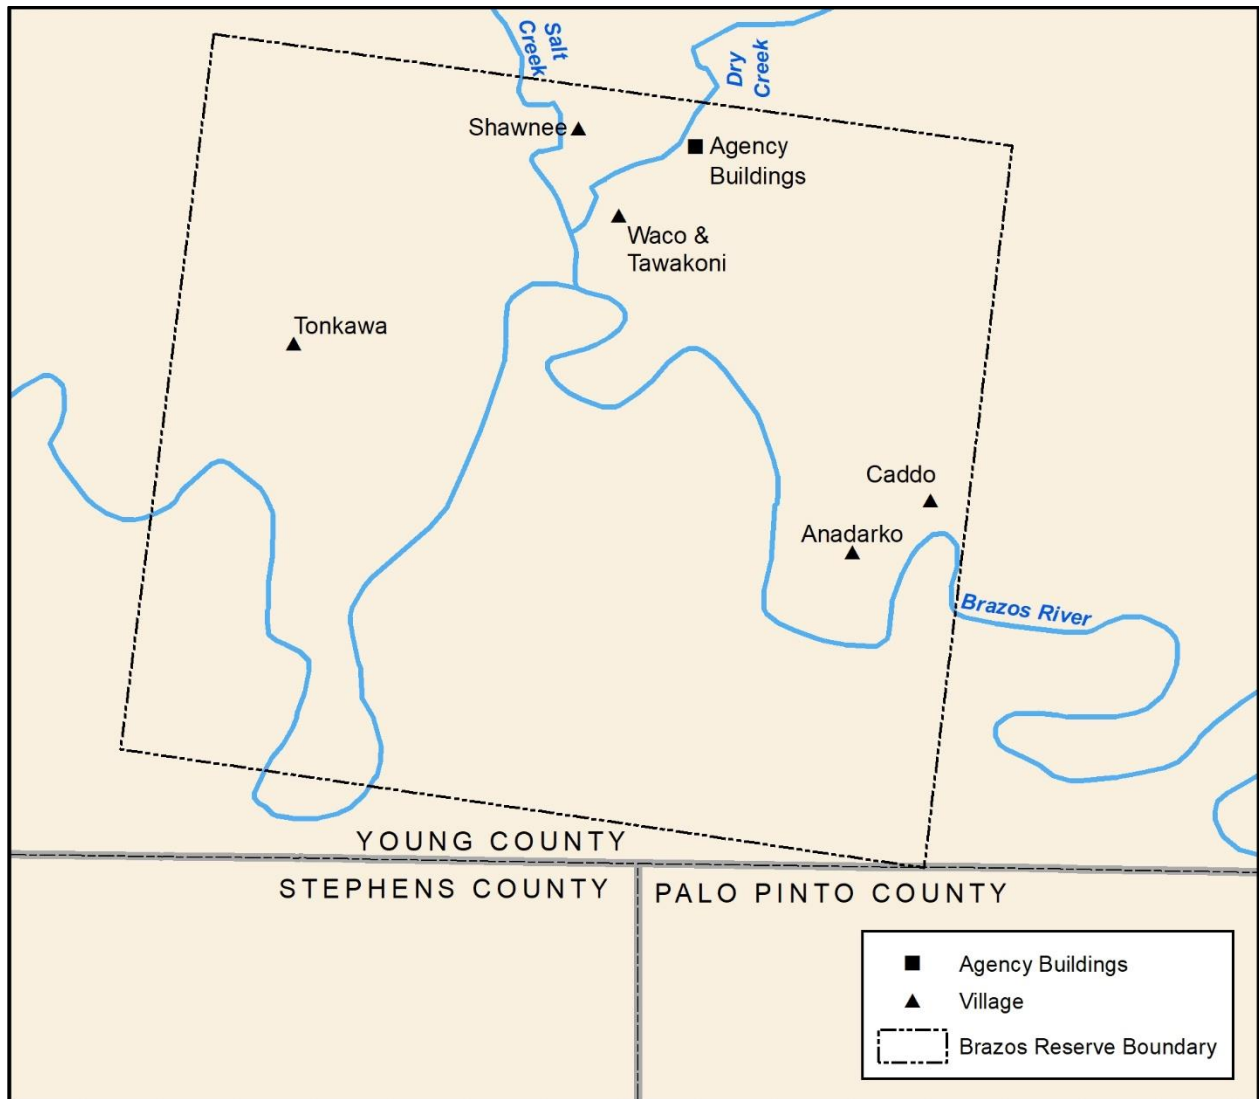 Salt
Creek
Dry
Creek
Shawnee
Agency
Buildings
Waco &
Tawakoni
Tonkawa
Caddo
Anadarko
Brazos River
YOUNG COUNTY
STEPHENS COUNTY
PALO PINTO COUNTY
Agency Buildings
Village
Brazos Reserve Boundary